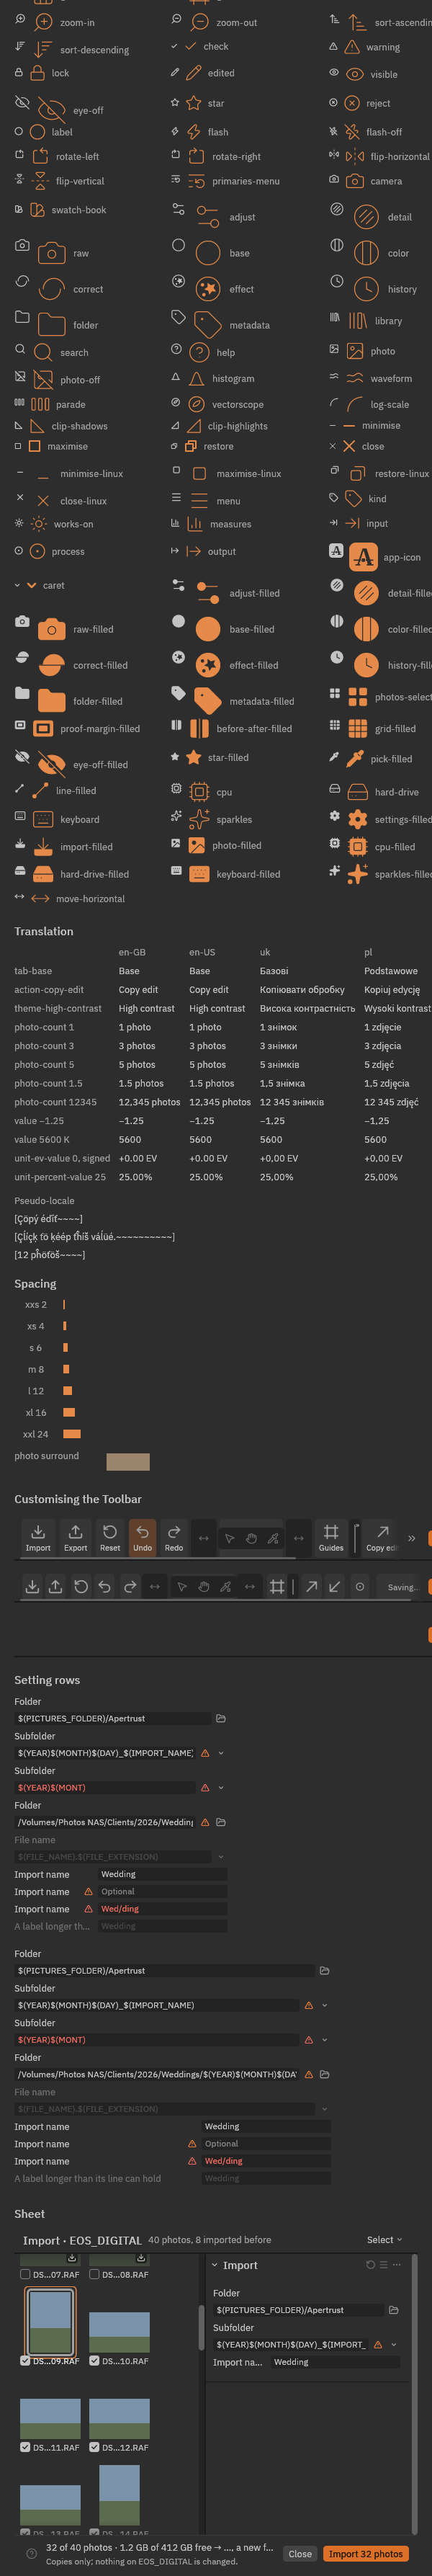 zoom-in zoom-out sort-ascendin
sort-descending check warning
lock edited visible
eye-off star reject
label flash flash-off
rotate-left rotate-right flip-horizontal
flip-vertical primaries-menu camera
swatch-book adjust detail
raw base color
correct effect history
folder metadata library
search help photo
photo-off histogram waveform
parade vectorscope log-scale
clip-shadows clip-highlights minimise
maximise restore close
minimise-linux maximise-linux restore-linux
close-linux menu kind
works-on measures input
process output app-icon
caret adjust-filled detail-fille
raw-filled base-filled color-filled
correct-filled effect-filled history-fill
folder-filled metadata-filled photos-select
proof-margin-filled before-after-filled grid-filled
eye-off-filled star-filled pick-filled
line-filled cpu hard-drive
keyboard sparkles settings-filled
import-filled photo-filled cpu-filled
hard-drive-filled keyboard-filled sparkles-fille
move-horizontal
Translation
en-GB en-US uk pl
tab-base Base Base Базові Podstawowe
action-copy-edit Copy edit Copy edit Копіювати обробку Kopiuj edycję
theme-high-contrast High contrast High contrast Висока контрастність Wysoki kontrast
photo-count 1 1 photo 1 photo 1 знімок 1 zdjęcie
photo-count 3 3 photos 3 photos 3 знімки 3 zdjęcia
photo-count 5 5 photos 5 photos 5 знімків 5 zdjęć
photo-count 1.5 1.5 photos 1.5 photos 1,5 знімка 1,5 zdjęcia
photo-count 12345 12,345 photos 12,345 photos 12 345 знімків 12 345 zdjęć
value −1.25 −1.25 −1.25 −1,25 −1,25
value 5600 K 5600 5600 5600 5600
unit-ev-value 0, signed +0.00 EV +0.00 EV +0,00 EV +0,00 EV
unit-percent-value 25 25.00% 25.00% 25,00% 25,00%
Pseudo-locale
[12 þĥöťöš~~~~]
Spacing
xxs 2
xs 4
s 6
m 8
l 12
xl 16
xxl 24
photo surround
Customising the Toolbar
Import Export Reset Undo Redo Guides Copy ed
Saving...
Setting rows
Folder
$(PICTURES_FOLDER)/Apertrust
Subfolder
$(YEAR)$(MONTH)$(DAY)_$(IMPORT_NAME)
Subfolder
$(YEAR)$(MONT)
Folder
/Volumes/Photos NAS/Clients/2026/Wedding
File name
$(FILE_NAME).$(FILE_EXTENSION)
Import name Wedding
Import name Optional
Import name Wed/ding
A label longer th... Wedding
Folder
$(PICTURES_FOLDER)/Apertrust
Subfolder
$(YEAR)$(MONTH)$(DAY)_$(IMPORT_NAME)
Subfolder
$(YEAR)$(MONT)
Folder
/Volumes/Photos NAS/Clients/2026/Weddings/$(YEAR)$(MONTH)$(DA
File name
$(FILE_NAME).$(FILE_EXTENSION)
Import name Wedding
Import name Optional
Import name Wed/ding
A label longer than its line can hold Wedding
Sheet
Import · EOS_DIGITAL 40 photos, 8 imported before Select
DS...07.RAF DS...08.RAF
DS...09.RAF DS...10.RAF
DS...11.RAF DS...12.RAF
DS...13.RAF DS...14.RAF
Import
Folder
$(PICTURES_FOLDER)/Apertrust
Subfolder
$(YEAR)$(MONTH)$(DAY)_$(IMPORT_
Import na... Wedding
32 of 40 photos · 1.2 GB of 412 GB free → ..., a new f...
Copies only; nothing on EOS_DIGITAL is changed.
Close Import 32 photos